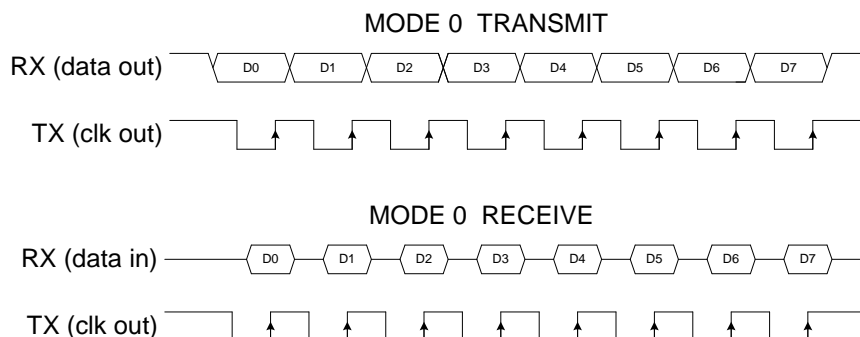 MODE 0 TRANSMIT
RX (data out) D0 D1 D2 D3 D4 D5 D6 D7
TX (clk out)
MODE 0 RECEIVE
RX (data in) D0 D1 D2 D3 D4 D5 D6 D7
TX (clk out)